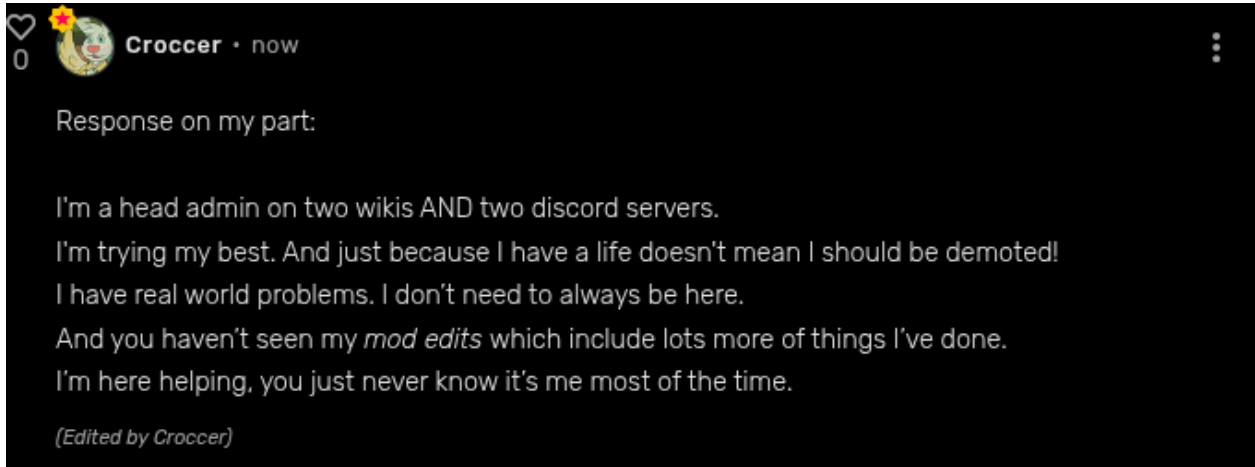 Croccer • now
0
Response on my part:
I'm a head admin on two wikis AND two discord servers.
I'm trying my best. And just because I have a life doesn't mean I should be demoted!
I have real world problems. I don’t need to always be here.
And you haven’t seen my mod edits which include lots more of things I’ve done.
I’m here helping, you just never know it’s me most of the time.
(Edited by Croccer)